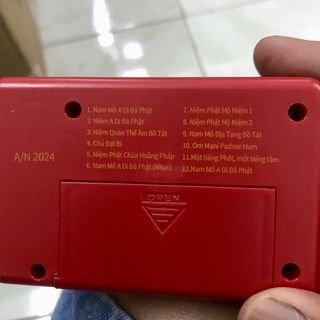 1. Nam Mô A Di Đà Phật
2. Niệm A Di Đà Phật
3. Niệm Quán Thế Âm Bồ Tát
4. Chú Đại Bi
5. Niệm Phật Chùa Hoằng Pháp
6. Nam Mô A Di Đà Phật (Nhạc)
7. Niệm Phật Hộ Niệm 1
8. Niệm Phật Hộ Niệm 2
9. Nam Mô Địa Tạng Bồ Tát
10. Om Mani Padme Hum
11. Một tiếng Phật, một tiếng tâm
12. Nam Mô A Di Đà Phật
A/N 2024
OPEN